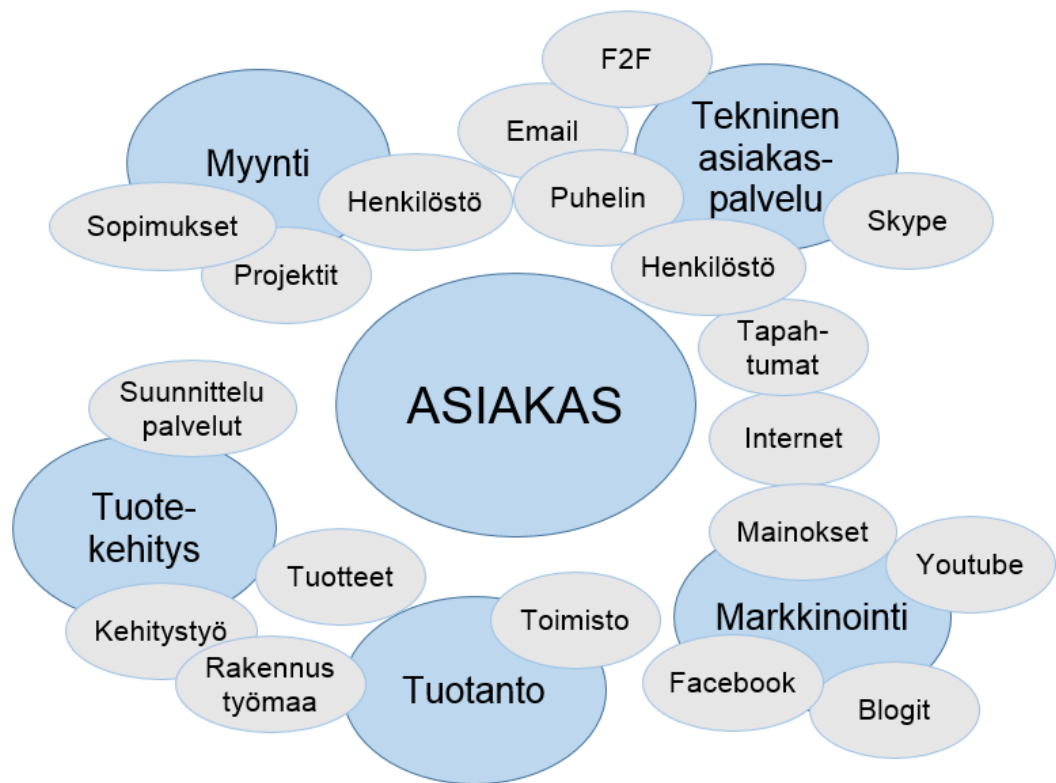 F2F
Email
Tekninen
asiakas-
palvelu
Myynti
Henkilöstö
Puhelin
Skype
Sopimukset
Projektit
Henkilöstö
Tapah-
tumat
ASIAKAS
Suunnittelu
palvelut
Internet
Tuote-
kehitys
Mainokset
Youtube
Tuotteet
Toimisto
Markkinointi
Kehitystyö
Rakennus
työmaa
Tuotanto
Facebook
Blogit